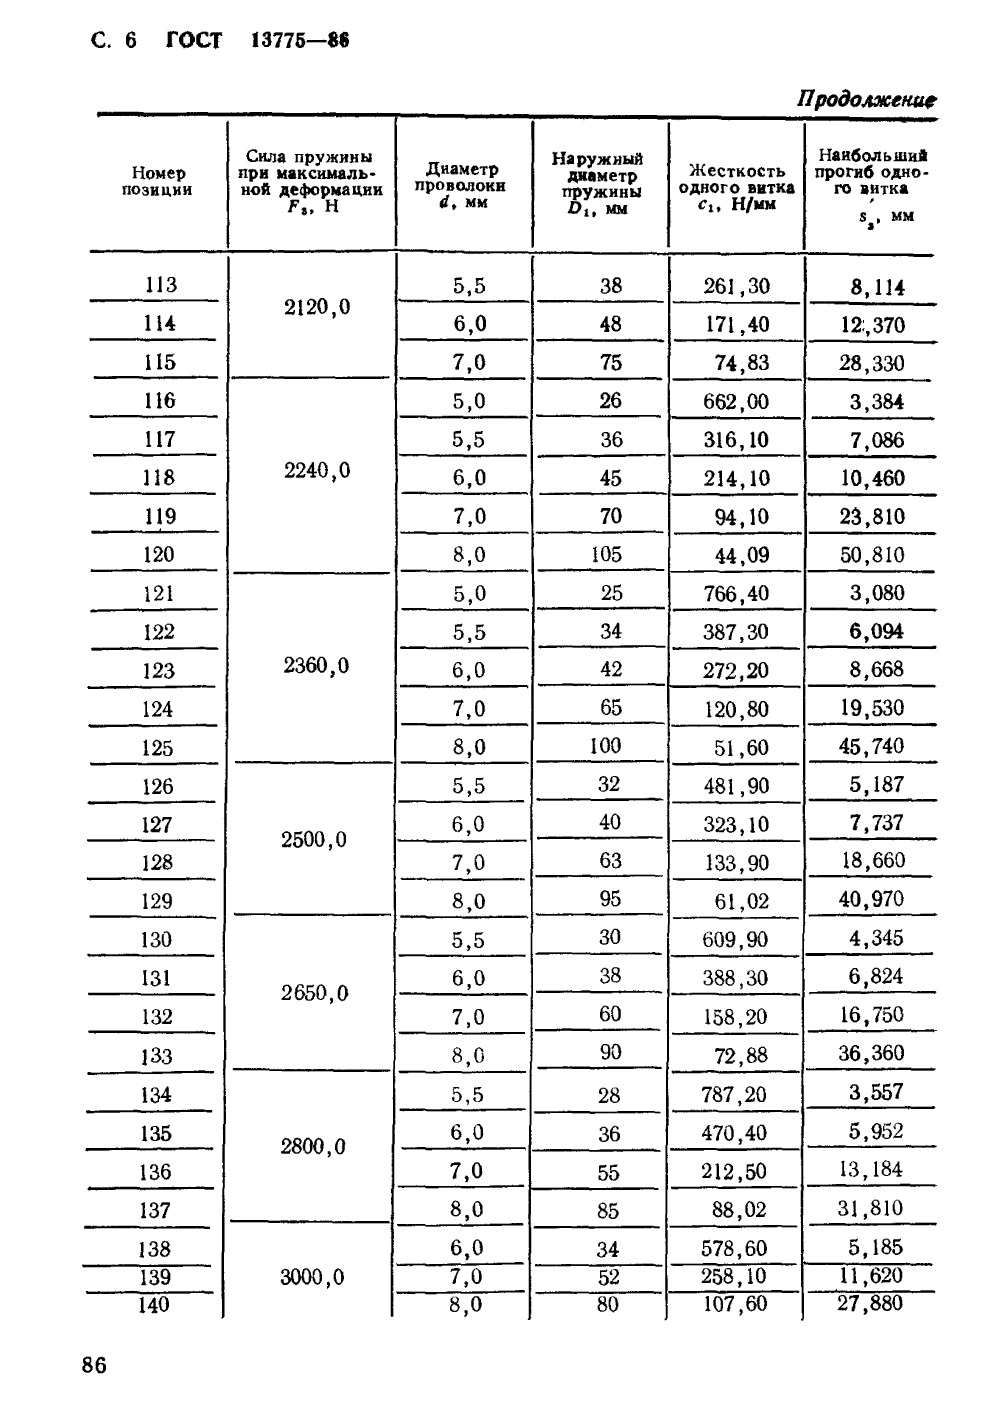 С. 6 ГОСТ 13775—86
Продолжение
Номер позиции | Сила пружины при максималь- ной деформации F₃, Н | Диаметр проволоки d, мм | Наружный диаметр пружины D₁, мм | Жесткость одного витка c₁, Н/мм | Наибольший прогиб одно- го витка s′₃, мм
113 | 2120,0 | 5,5 | 38 | 261,30 | 8,114
114 | 6,0 | 48 | 171,40 | 12,370
115 | 7,0 | 75 | 74,83 | 28,330
116 | 2240,0 | 5,0 | 26 | 662,00 | 3,384
117 | 5,5 | 36 | 316,10 | 7,086
118 | 6,0 | 45 | 214,10 | 10,460
119 | 7,0 | 70 | 94,10 | 23,810
120 | 8,0 | 105 | 44,09 | 50,810
121 | 2360,0 | 5,0 | 25 | 766,40 | 3,080
122 | 5,5 | 34 | 387,30 | 6,094
123 | 6,0 | 42 | 272,20 | 8,668
124 | 7,0 | 65 | 120,80 | 19,530
125 | 8,0 | 100 | 51,60 | 45,740
126 | 2500,0 | 5,5 | 32 | 481,90 | 5,187
127 | 6,0 | 40 | 323,10 | 7,737
128 | 7,0 | 63 | 133,90 | 18,660
129 | 8,0 | 95 | 61,02 | 40,970
130 | 2650,0 | 5,5 | 30 | 609,90 | 4,345
131 | 6,0 | 38 | 388,30 | 6,824
132 | 7,0 | 60 | 158,20 | 16,750
133 | 8,0 | 90 | 72,88 | 36,360
134 | 2800,0 | 5,5 | 28 | 787,20 | 3,557
135 | 6,0 | 36 | 470,40 | 5,952
136 | 7,0 | 55 | 212,50 | 13,184
137 | 8,0 | 85 | 88,02 | 31,810
138 | 3000,0 | 6,0 | 34 | 578,60 | 5,185
139 | 7,0 | 52 | 258,10 | 11,620
140 | 8,0 | 80 | 107,60 | 27,880
86